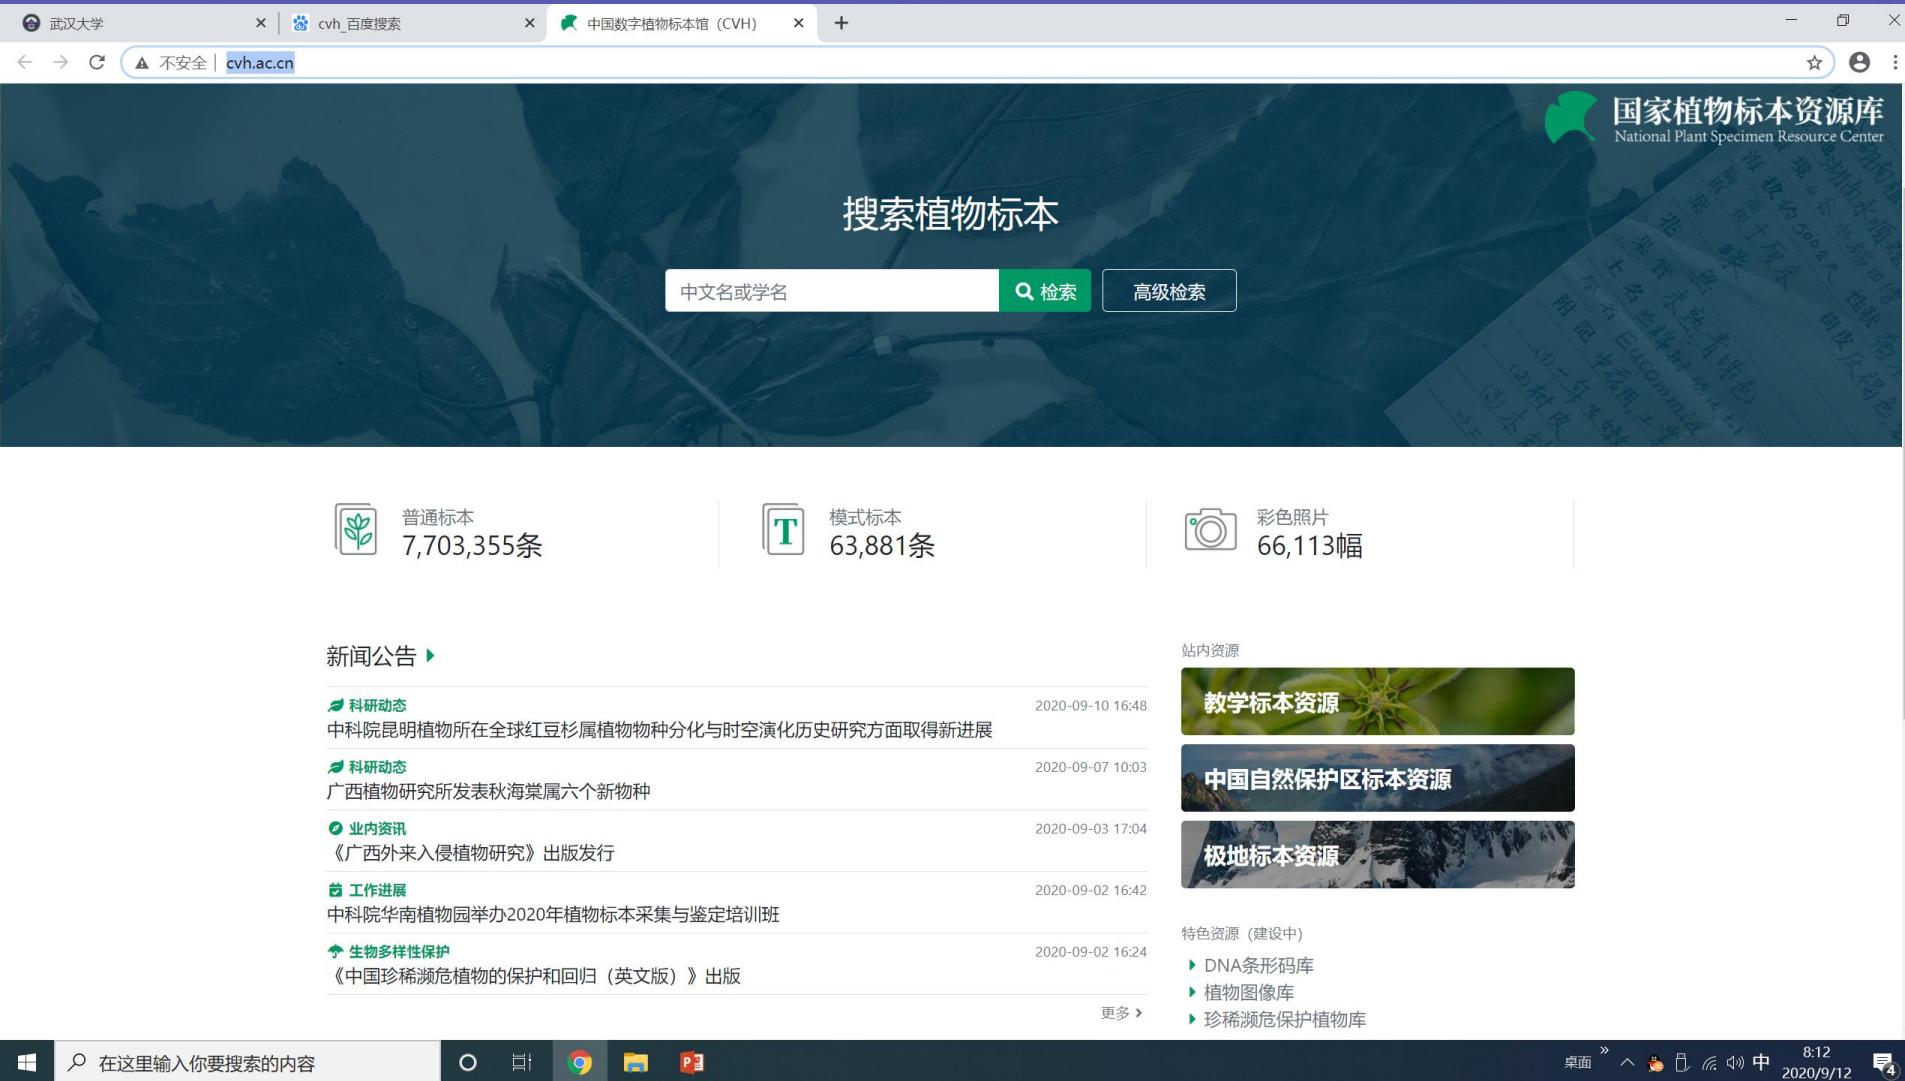 武汉大学
cvh_百度搜索
中国数字植物标本馆（CVH）
不安全 | cvh.ac.cn
国家植物标本资源库
National Plant Specimen Resource Center
搜索植物标本
中文名或学名
检索
高级检索
普通标本
7,703,355条
模式标本
63,881条
彩色照片
66,113幅
新闻公告
科研动态 2020-09-10 16:48
中科院昆明植物所在全球红豆杉属植物物种分化与时空演化历史研究方面取得新进展
科研动态 2020-09-07 10:03
广西植物研究所发表秋海棠属六个新物种
业内资讯 2020-09-03 17:04
《广西外来入侵植物研究》出版发行
工作进展 2020-09-02 16:42
中科院华南植物园举办2020年植物标本采集与鉴定培训班
生物多样性保护 2020-09-02 16:24
《中国珍稀濒危植物的保护和回归（英文版）》出版
更多
站内资源
教学标本资源
中国自然保护区标本资源
极地标本资源
特色资源（建设中）
DNA条形码库
植物图像库
珍稀濒危保护植物库
在这里输入你要搜索的内容
桌面
中
8:12
2020/9/12
4